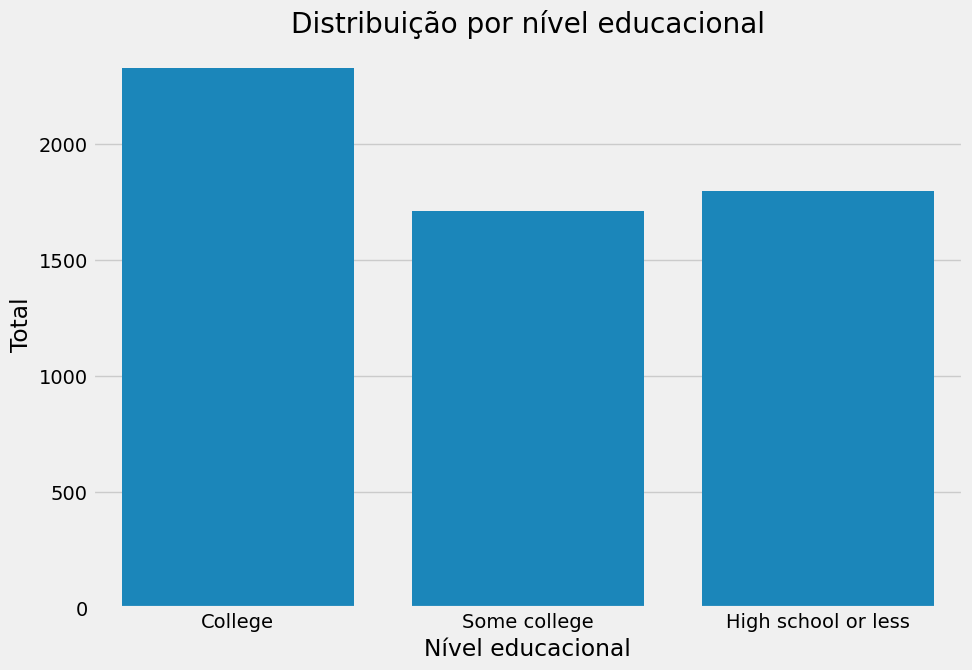 Distribuição por nível educacional
2000
1500
1000
500
0
Total
College
Some college
High school or less
Nível educacional